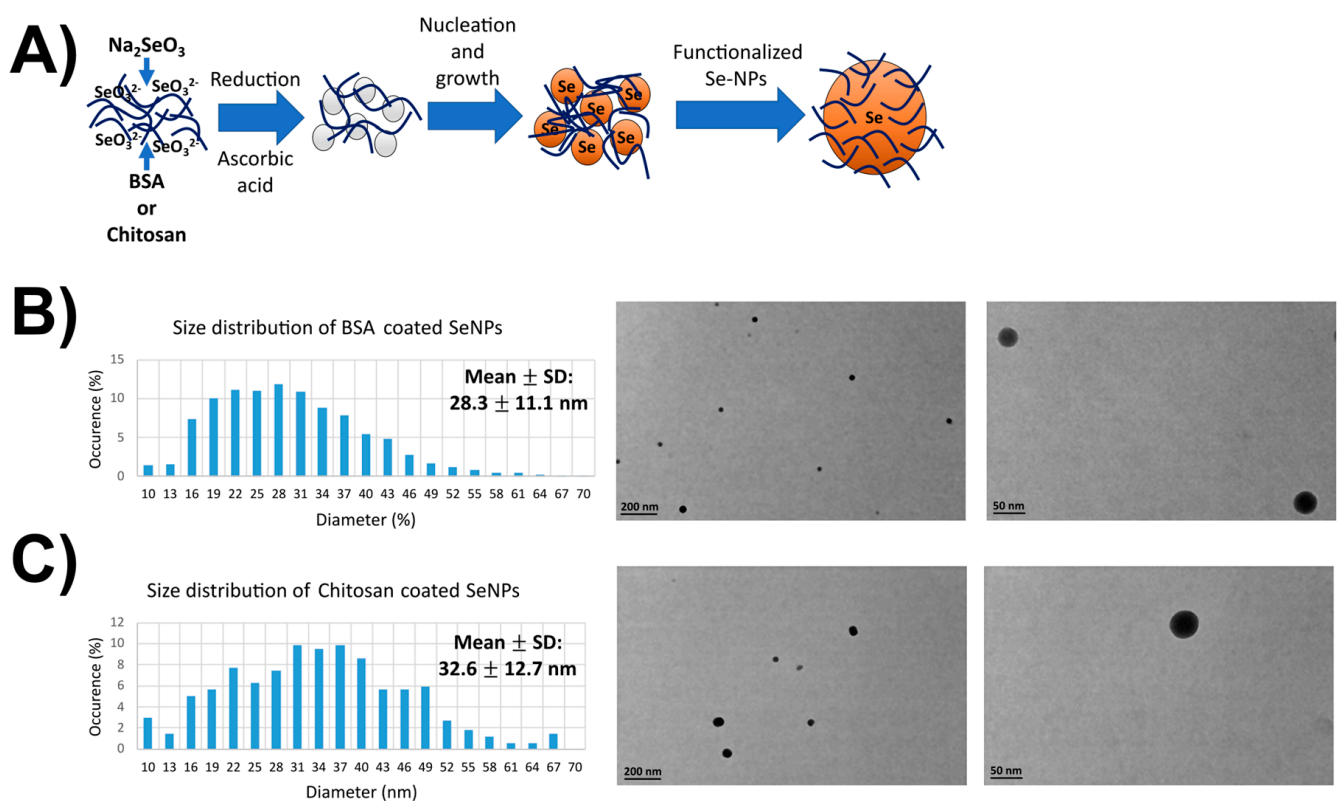 A)
Na₂SeO₃
SeO₃²⁻ SeO₃²⁻
SeO₃²⁻ SeO₃²⁻
BSA
or
Chitosan
Reduction
Ascorbic
acid
Nucleation
and
growth
Se
Se
Se
Se
Se
Se
Functionalized
Se-NPs
Se
B)
Size distribution of BSA coated SeNPs
Mean ± SD:
28.3 ± 11.1 nm
Occurence (%)
15
10
5
0
10 13 16 19 22 25 28 31 34 37 40 43 46 49 52 55 58 61 64 67 70
Diameter (%)
200 nm
50 nm
C)
Size distribution of Chitosan coated SeNPs
Mean ± SD:
32.6 ± 12.7 nm
Occurence (%)
12
10
8
6
4
2
0
10 13 16 19 22 25 28 31 34 37 40 43 46 49 52 55 58 61 64 67 70
Diameter (nm)
200 nm
50 nm